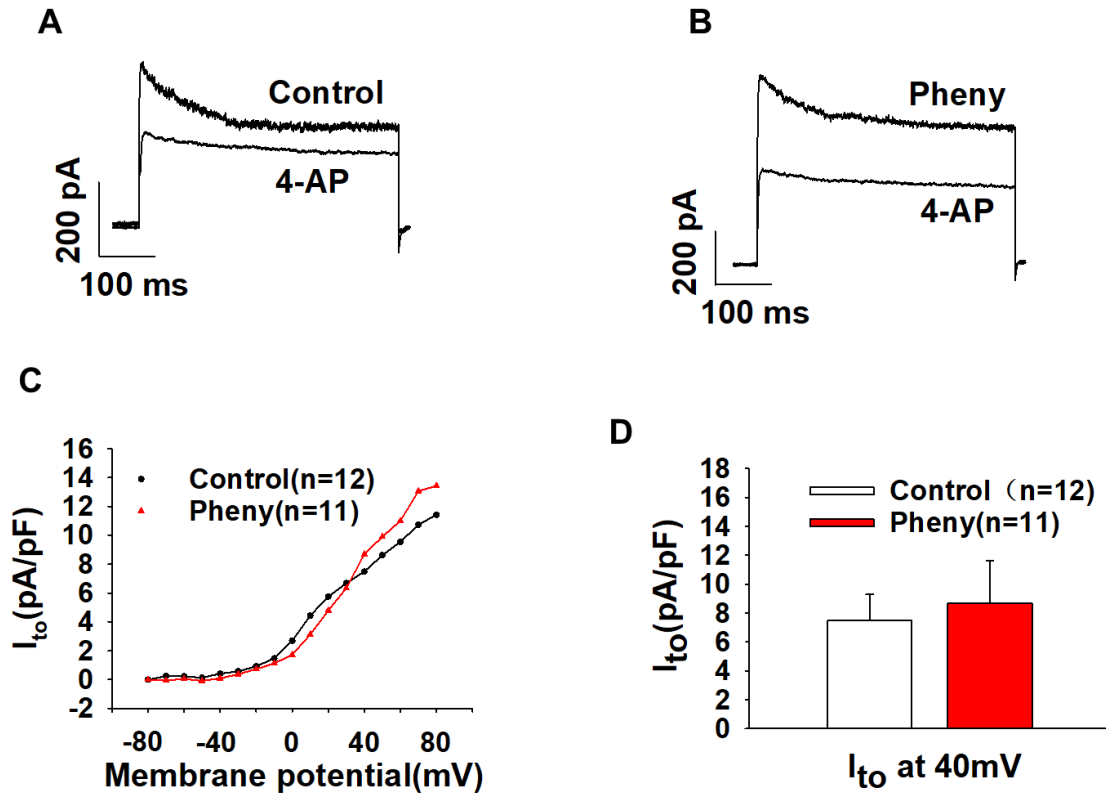 A
Control
4-AP
200 pA
100 ms
B
Pheny
4-AP
200 pA
100 ms
C
16
14
12
10
8
6
4
2
0
-2
Control(n=12)
Pheny(n=11)
Ito(pA/pF)
-80 -40 0 40 80
Membrane potential(mV)
D
18
16
14
12
10
8
6
4
2
0
Control（n=12)
Pheny(n=11)
Ito(pA/pF)
Ito at 40mV